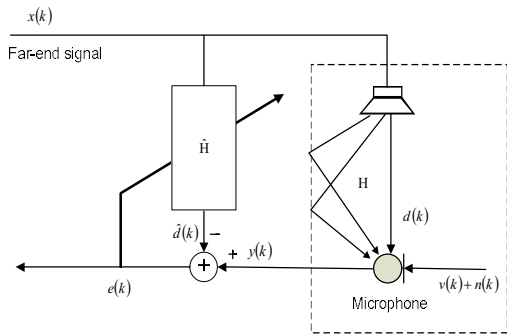 x(k)
Far-end signal
Ĥ
H
d(k)
d̂(k)
−
+
y(k)
+
e(k)
v(k)+n(k)
Microphone